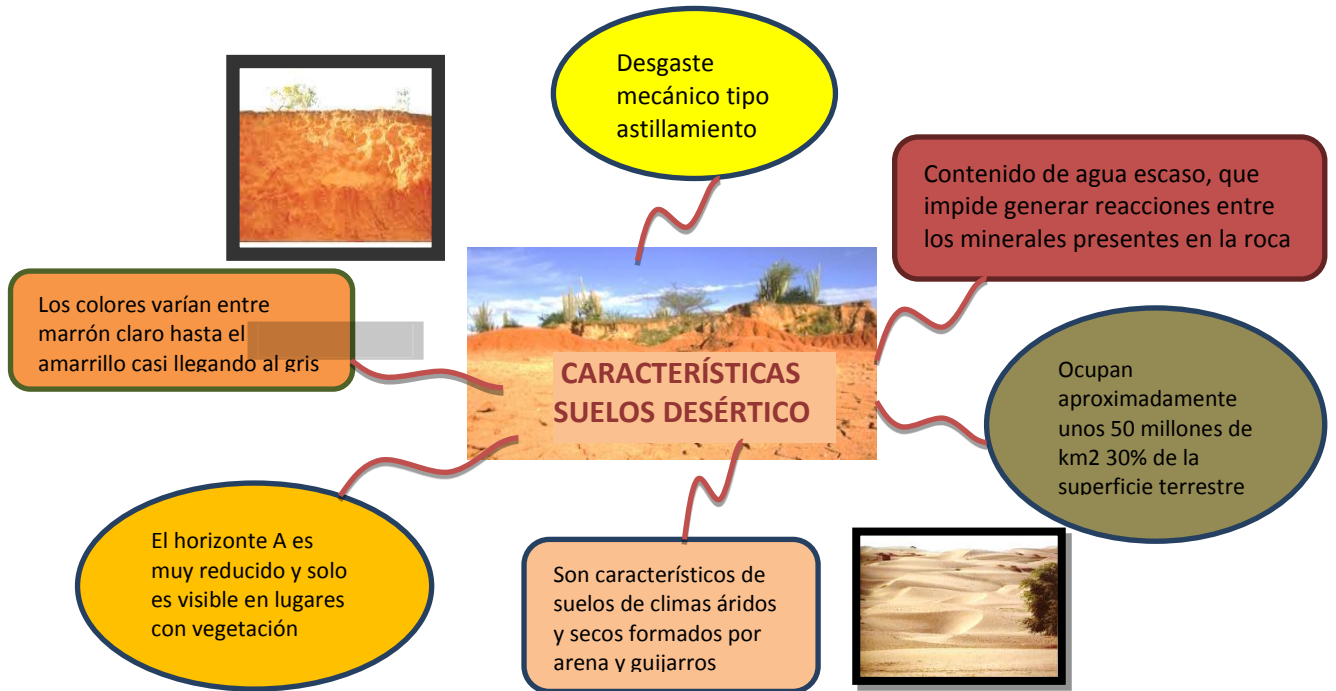 Desgaste
mecánico tipo
astillamiento
Contenido de agua escaso, que
impide generar reacciones entre
los minerales presentes en la roca
Los colores varían entre
marrón claro hasta el
amarrillo casi llegando al gris
CARACTERÍSTICAS
SUELOS DESÉRTICO
Ocupan
aproximadamente
unos 50 millones de
km2 30% de la
superficie terrestre
El horizonte A es
muy reducido y solo
es visible en lugares
con vegetación
Son característicos de
suelos de climas áridos
y secos formados por
arena y guijarros